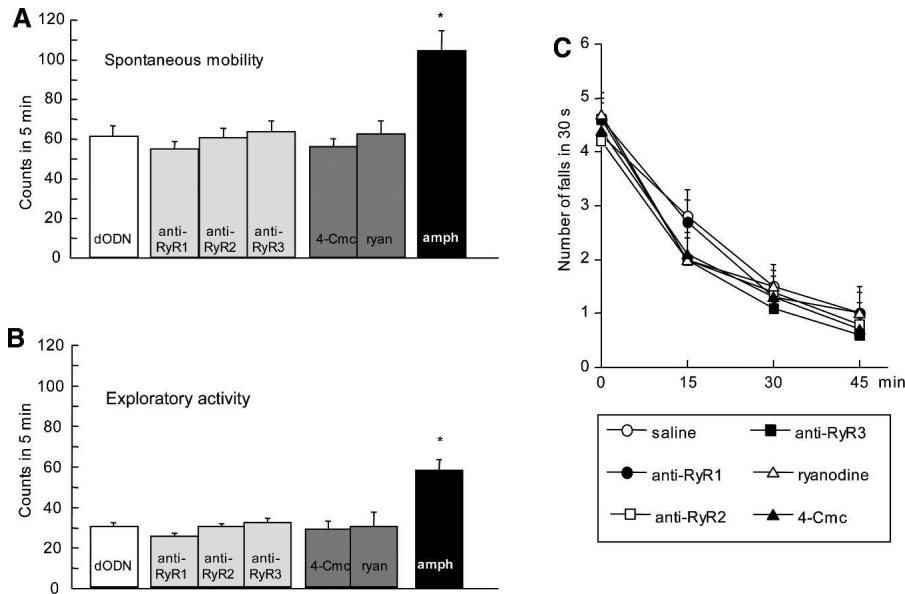 A
120
100
80
60
40
20
0
Counts in 5 min
Spontaneous mobility
*
dODN
anti-
RyR1
anti-
RyR2
anti-
RyR3
4-Cmc
ryan
amph
B
120
100
80
60
40
20
0
Counts in 5 min
Exploratory activity
*
dODN
anti-
RyR1
anti-
RyR2
anti-
RyR3
4-Cmc
ryan
amph
C
6
5
4
3
2
1
0
Number of falls in 30 s
0 15 30 45 min
saline anti-RyR3
anti-RyR1 ryanodine
anti-RyR2 4-Cmc